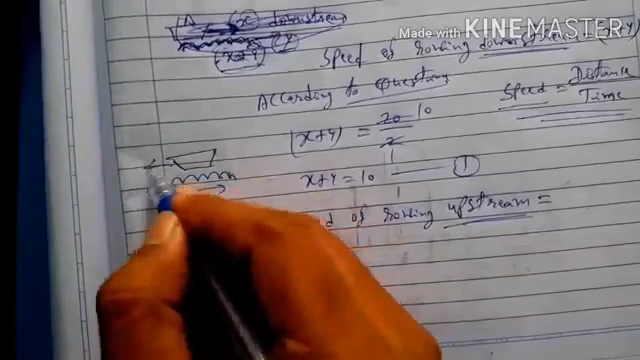 Made with KINEMASTER
(x) downstream
(y)
(x+y)
Speed of rowing downstream
According to Question
Speed = Distance / Time
(x+y) = 20 / 2 10
x+y = 10 ——— 1
of rowing upstream =